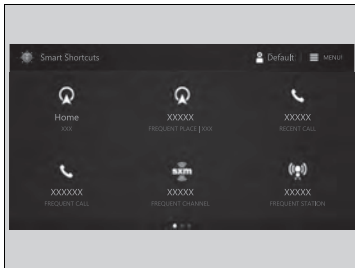 Smart Shortcuts
Default
MENU
Home
XXX
XXXXX
FREQUENT PLACE | XXX
XXXXX
RECENT CALL
XXXXXX
FREQUENT CALL
sxm
XXXXX
FREQUENT CHANNEL
XXXXX
FREQUENT STATION